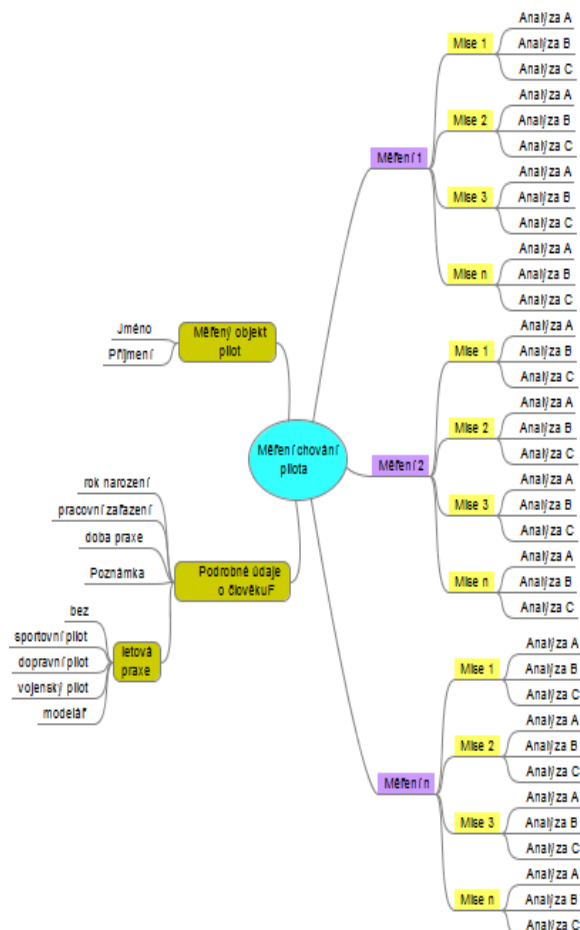 Měření chování
pilota
Měřený objekt
pilot
Jméno
Příjmení
Podrobné údaje
o člověkuF
rok narození
pracovní zařazení
doba praxe
Poznámka
letová
praxe
bez
sportovní pilot
dopravní pilot
vojenský pilot
modelář
Měření 1
Mise 1
Analýza A
Analýza B
Analýza C
Mise 2
Analýza A
Analýza B
Analýza C
Mise 3
Analýza A
Analýza B
Analýza C
Mise n
Analýza A
Analýza B
Analýza C
Měření 2
Mise 1
Analýza A
Analýza B
Analýza C
Mise 2
Analýza A
Analýza B
Analýza C
Mise 3
Analýza A
Analýza B
Analýza C
Mise n
Analýza A
Analýza B
Analýza C
Měření n
Mise 1
Analýza A
Analýza B
Analýza C
Mise 2
Analýza A
Analýza B
Analýza C
Mise 3
Analýza A
Analýza B
Analýza C
Mise n
Analýza A
Analýza B
Analýza C